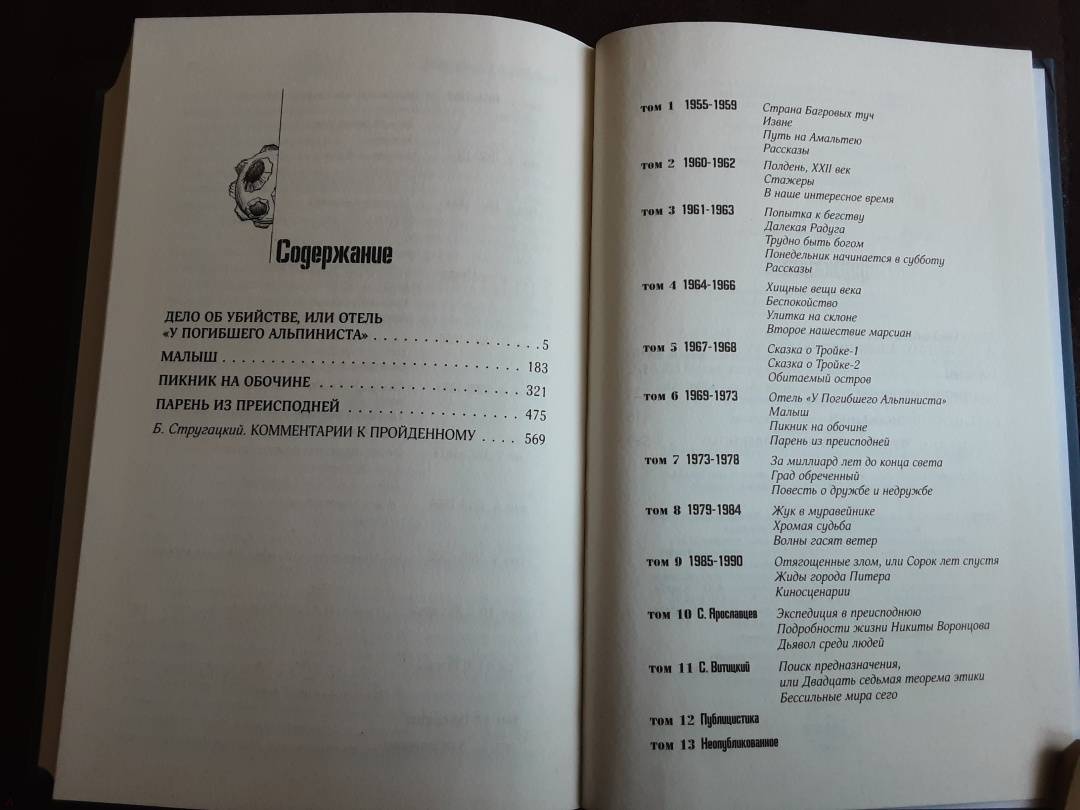 Содержание
ДЕЛО ОБ УБИЙСТВЕ, ИЛИ ОТЕЛЬ
«У ПОГИБШЕГО АЛЬПИНИСТА» . . . . . . . . . . . . . . . . . . . . . 5
МАЛЫШ . . . . . . . . . . . . . . . . . . . . . . . . . . . . . . 183
ПИКНИК НА ОБОЧИНЕ . . . . . . . . . . . . . . . . . . . . . 321
ПАРЕНЬ ИЗ ПРЕИСПОДНЕЙ . . . . . . . . . . . . . . . . . 475
Б. Стругацкий. КОММЕНТАРИИ К ПРОЙДЕННОМУ . . . . 569
том 1 1955-1959 Страна Багровых туч
Извне
Путь на Амальтею
Рассказы
том 2 1960-1962 Полдень, XXII век
Стажеры
В наше интересное время
том 3 1961-1963 Попытка к бегству
Далекая Радуга
Трудно быть богом
Понедельник начинается в субботу
Рассказы
том 4 1964-1966 Хищные вещи века
Беспокойство
Улитка на склоне
Второе нашествие марсиан
том 5 1967-1968 Сказка о Тройке-1
Сказка о Тройке-2
Обитаемый остров
том 6 1969-1973 Отель «У Погибшего Альпиниста»
Малыш
Пикник на обочине
Парень из преисподней
том 7 1973-1978 За миллиард лет до конца света
Град обреченный
Повесть о дружбе и недружбе
том 8 1979-1984 Жук в муравейнике
Хромая судьба
Волны гасят ветер
том 9 1985-1990 Отягощенные злом, или Сорок лет спустя
Жиды города Питера
Киносценарии
том 10 С. Ярославцев Экспедиция в преисподнюю
Подробности жизни Никиты Воронцова
Дьявол среди людей
том 11 С. Витицкий Поиск предназначения,
или Двадцать седьмая теорема этики
Бессильные мира сего
том 12 Публицистика
том 13 Неопубликованное